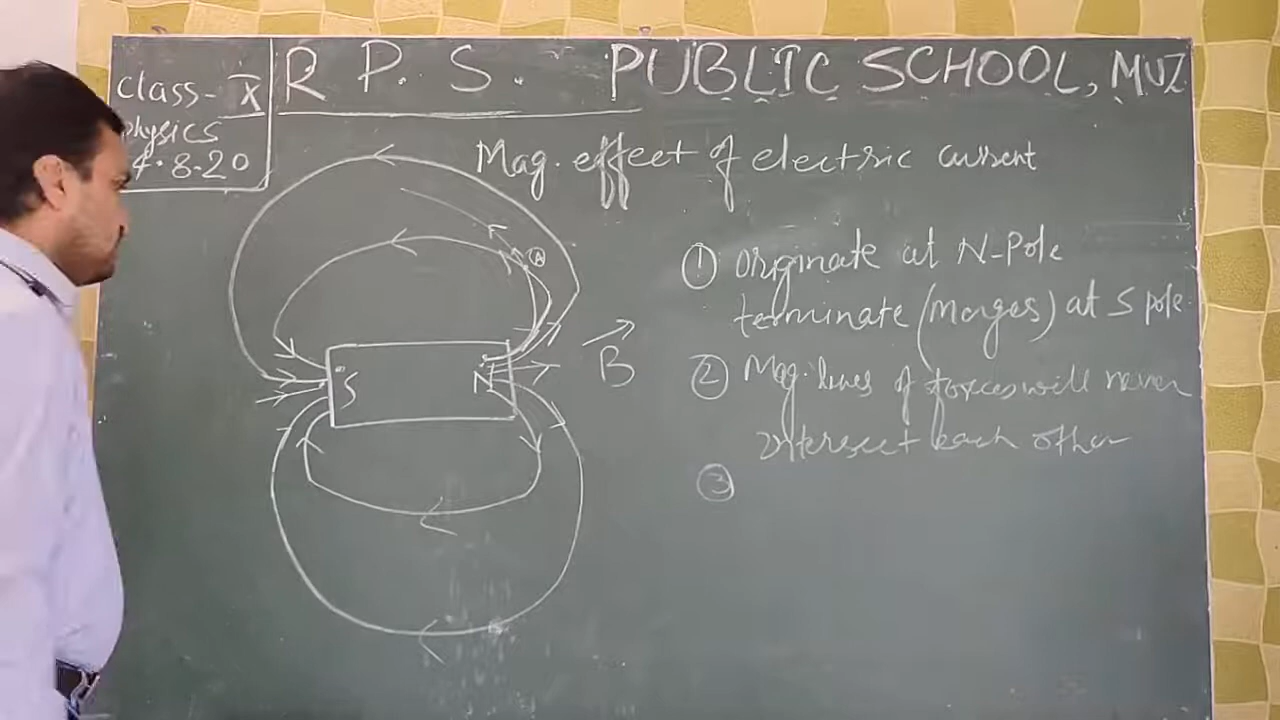 R P. S. PUBLIC SCHOOL, MUZ
class- X
physics
4.8.20
Mag. effect of electric current
① originate at N-Pole
terminate (Merges) at S pole.
② Mag. lines of forces will never
intersect each other
③
S
N
B
A